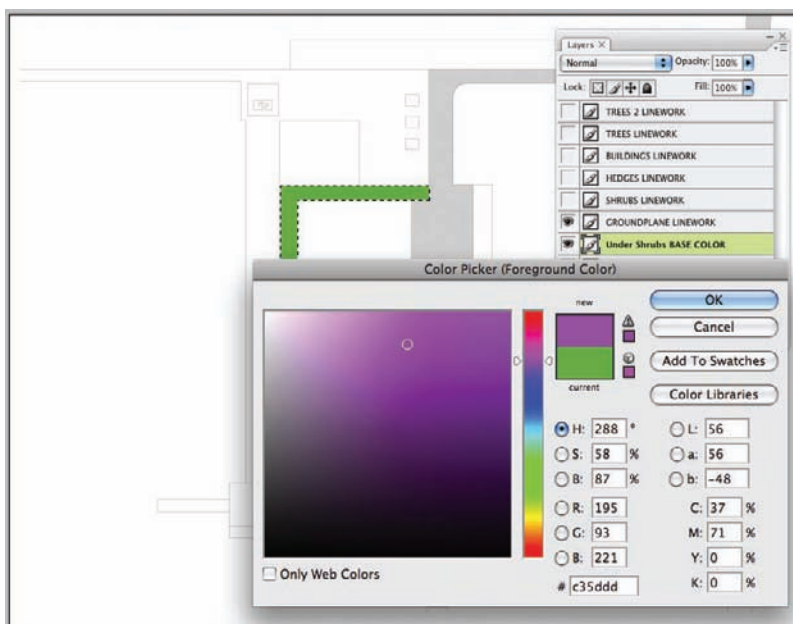 Layers ×
Normal Opacity: 100%
Lock: Fill: 100%
TREES 2 LINEWORK
TREES LINEWORK
BUILDINGS LINEWORK
HEDGES LINEWORK
SHRUBS LINEWORK
GROUNDPLANE LINEWORK
Under Shrubs BASE COLOR
Color Picker (Foreground Color)
new
current
OK
Cancel
Add To Swatches
Color Libraries
H: 288 ° L: 56
S: 58 % a: 56
B: 87 % b: -48
R: 195 C: 37 %
G: 93 M: 71 %
B: 221 Y: 0 %
# c35ddd K: 0 %
Only Web Colors